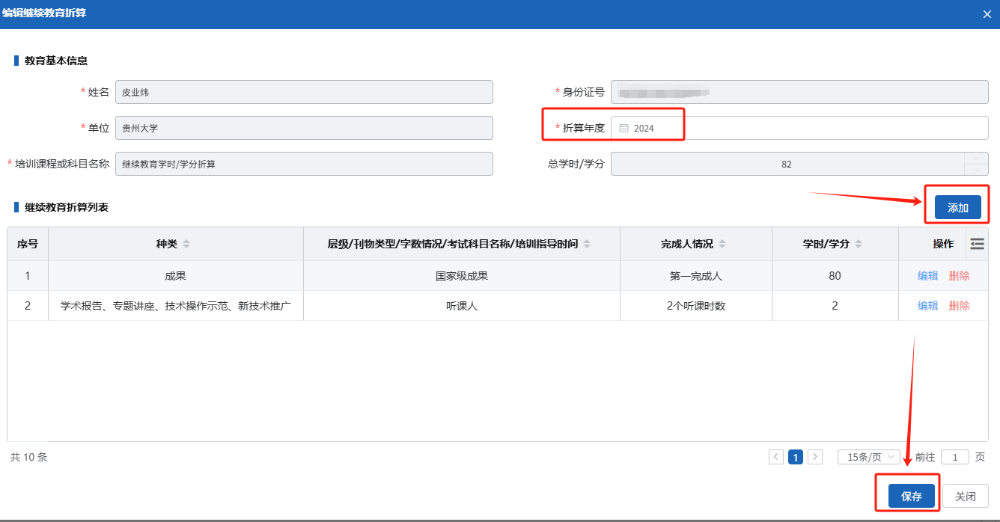 编辑继续教育折算
教育基本信息
* 姓名 皮业炜 * 身份证号
* 单位 贵州大学 * 折算年度 2024
* 培训课程或科目名称 继续教育学时/学分折算 总学时/学分 82
继续教育折算列表 添加
序号 种类 层级/刊物类型/字数情况/考试科目名称/培训指导时间 完成人情况 学时/学分 操作
1 成果 国家级成果 第一完成人 80 编辑 删除
2 学术报告、专题讲座、技术操作示范、新技术推广 听课人 2个听课时数 2 编辑 删除
共 10 条 1 15条/页 前往 1 页
保存 关闭